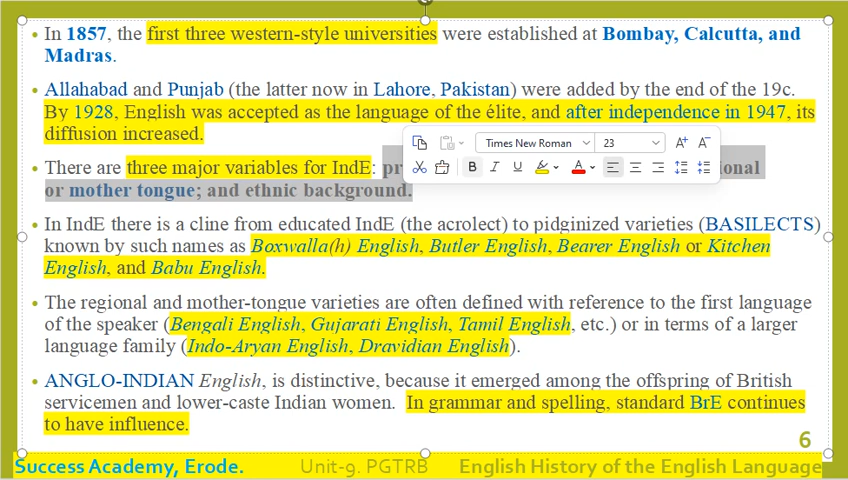 In 1857, the first three western-style universities were established at Bombay, Calcutta, and
Madras.
Allahabad and Punjab (the latter now in Lahore, Pakistan) were added by the end of the 19c.
By 1928, English was accepted as the language of the élite, and after independence in 1947, its
diffusion increased.
There are three major variables for IndE: pr
ional
or mother tongue; and ethnic background.
Times New Roman 23 A+ A-
B I U A
In IndE there is a cline from educated IndE (the acrolect) to pidginized varieties (BASILECTS)
known by such names as Boxwalla(h) English, Butler English, Bearer English or Kitchen
English, and Babu English.
The regional and mother-tongue varieties are often defined with reference to the first language
of the speaker (Bengali English, Gujarati English, Tamil English, etc.) or in terms of a larger
language family (Indo-Aryan English, Dravidian English).
ANGLO-INDIAN English, is distinctive, because it emerged among the offspring of British
servicemen and lower-caste Indian women. In grammar and spelling, standard BrE continues
to have influence.
6
Success Academy, Erode. Unit-9. PGTRB English History of the English Language